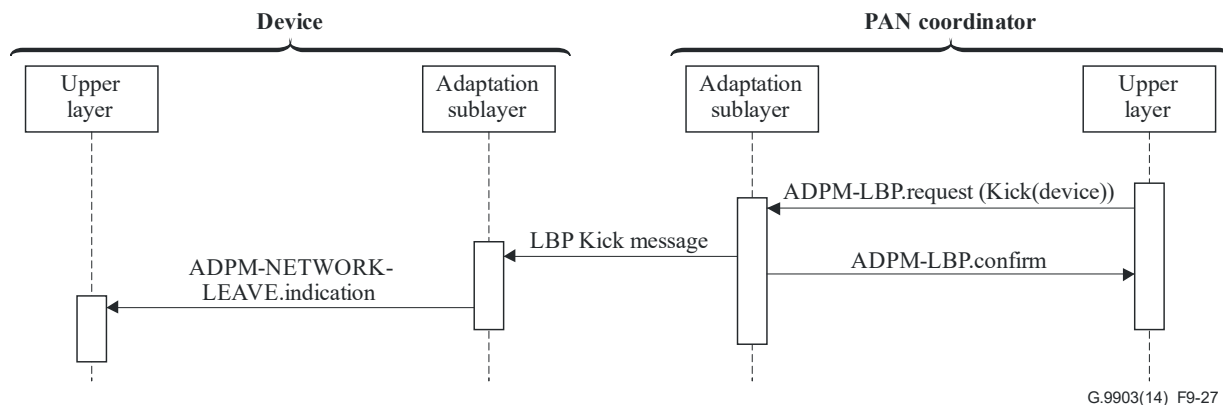 Device
PAN coordinator
Upper
layer
Adaptation
sublayer
Adaptation
sublayer
Upper
layer
ADPM-LBP.request (Kick(device))
LBP Kick message
ADPM-LBP.confirm
ADPM-NETWORK-
LEAVE.indication
G.9903(14)_F9-27